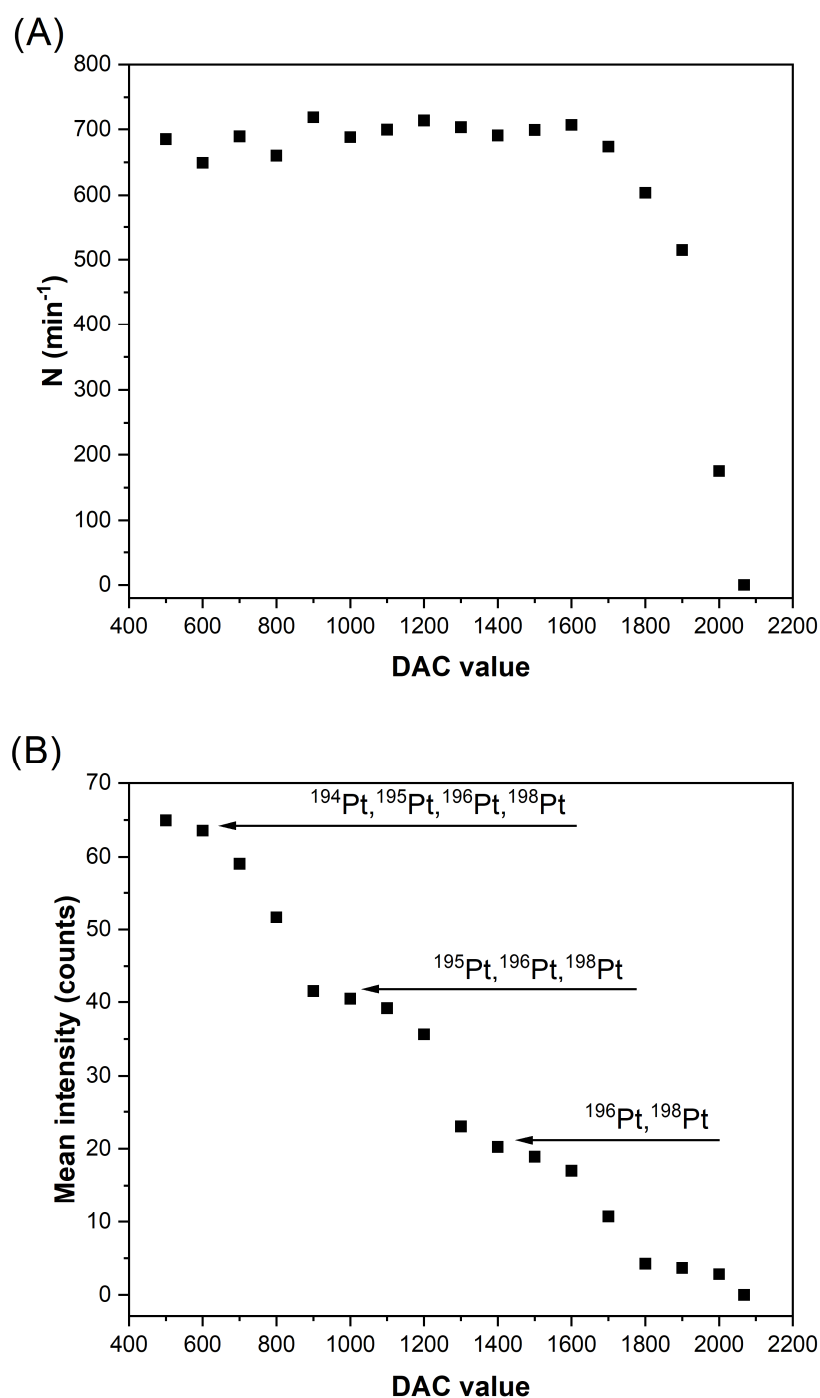 (A)
800
700
600
500
400
300
200
100
0
N (min⁻¹)
400 600 800 1000 1200 1400 1600 1800 2000 2200
DAC value
(B)
70
60
50
40
30
20
10
0
Mean intensity (counts)
¹⁹⁴Pt,¹⁹⁵Pt,¹⁹⁶Pt,¹⁹⁸Pt
¹⁹⁵Pt,¹⁹⁶Pt,¹⁹⁸Pt
¹⁹⁶Pt,¹⁹⁸Pt
400 600 800 1000 1200 1400 1600 1800 2000 2200
DAC value